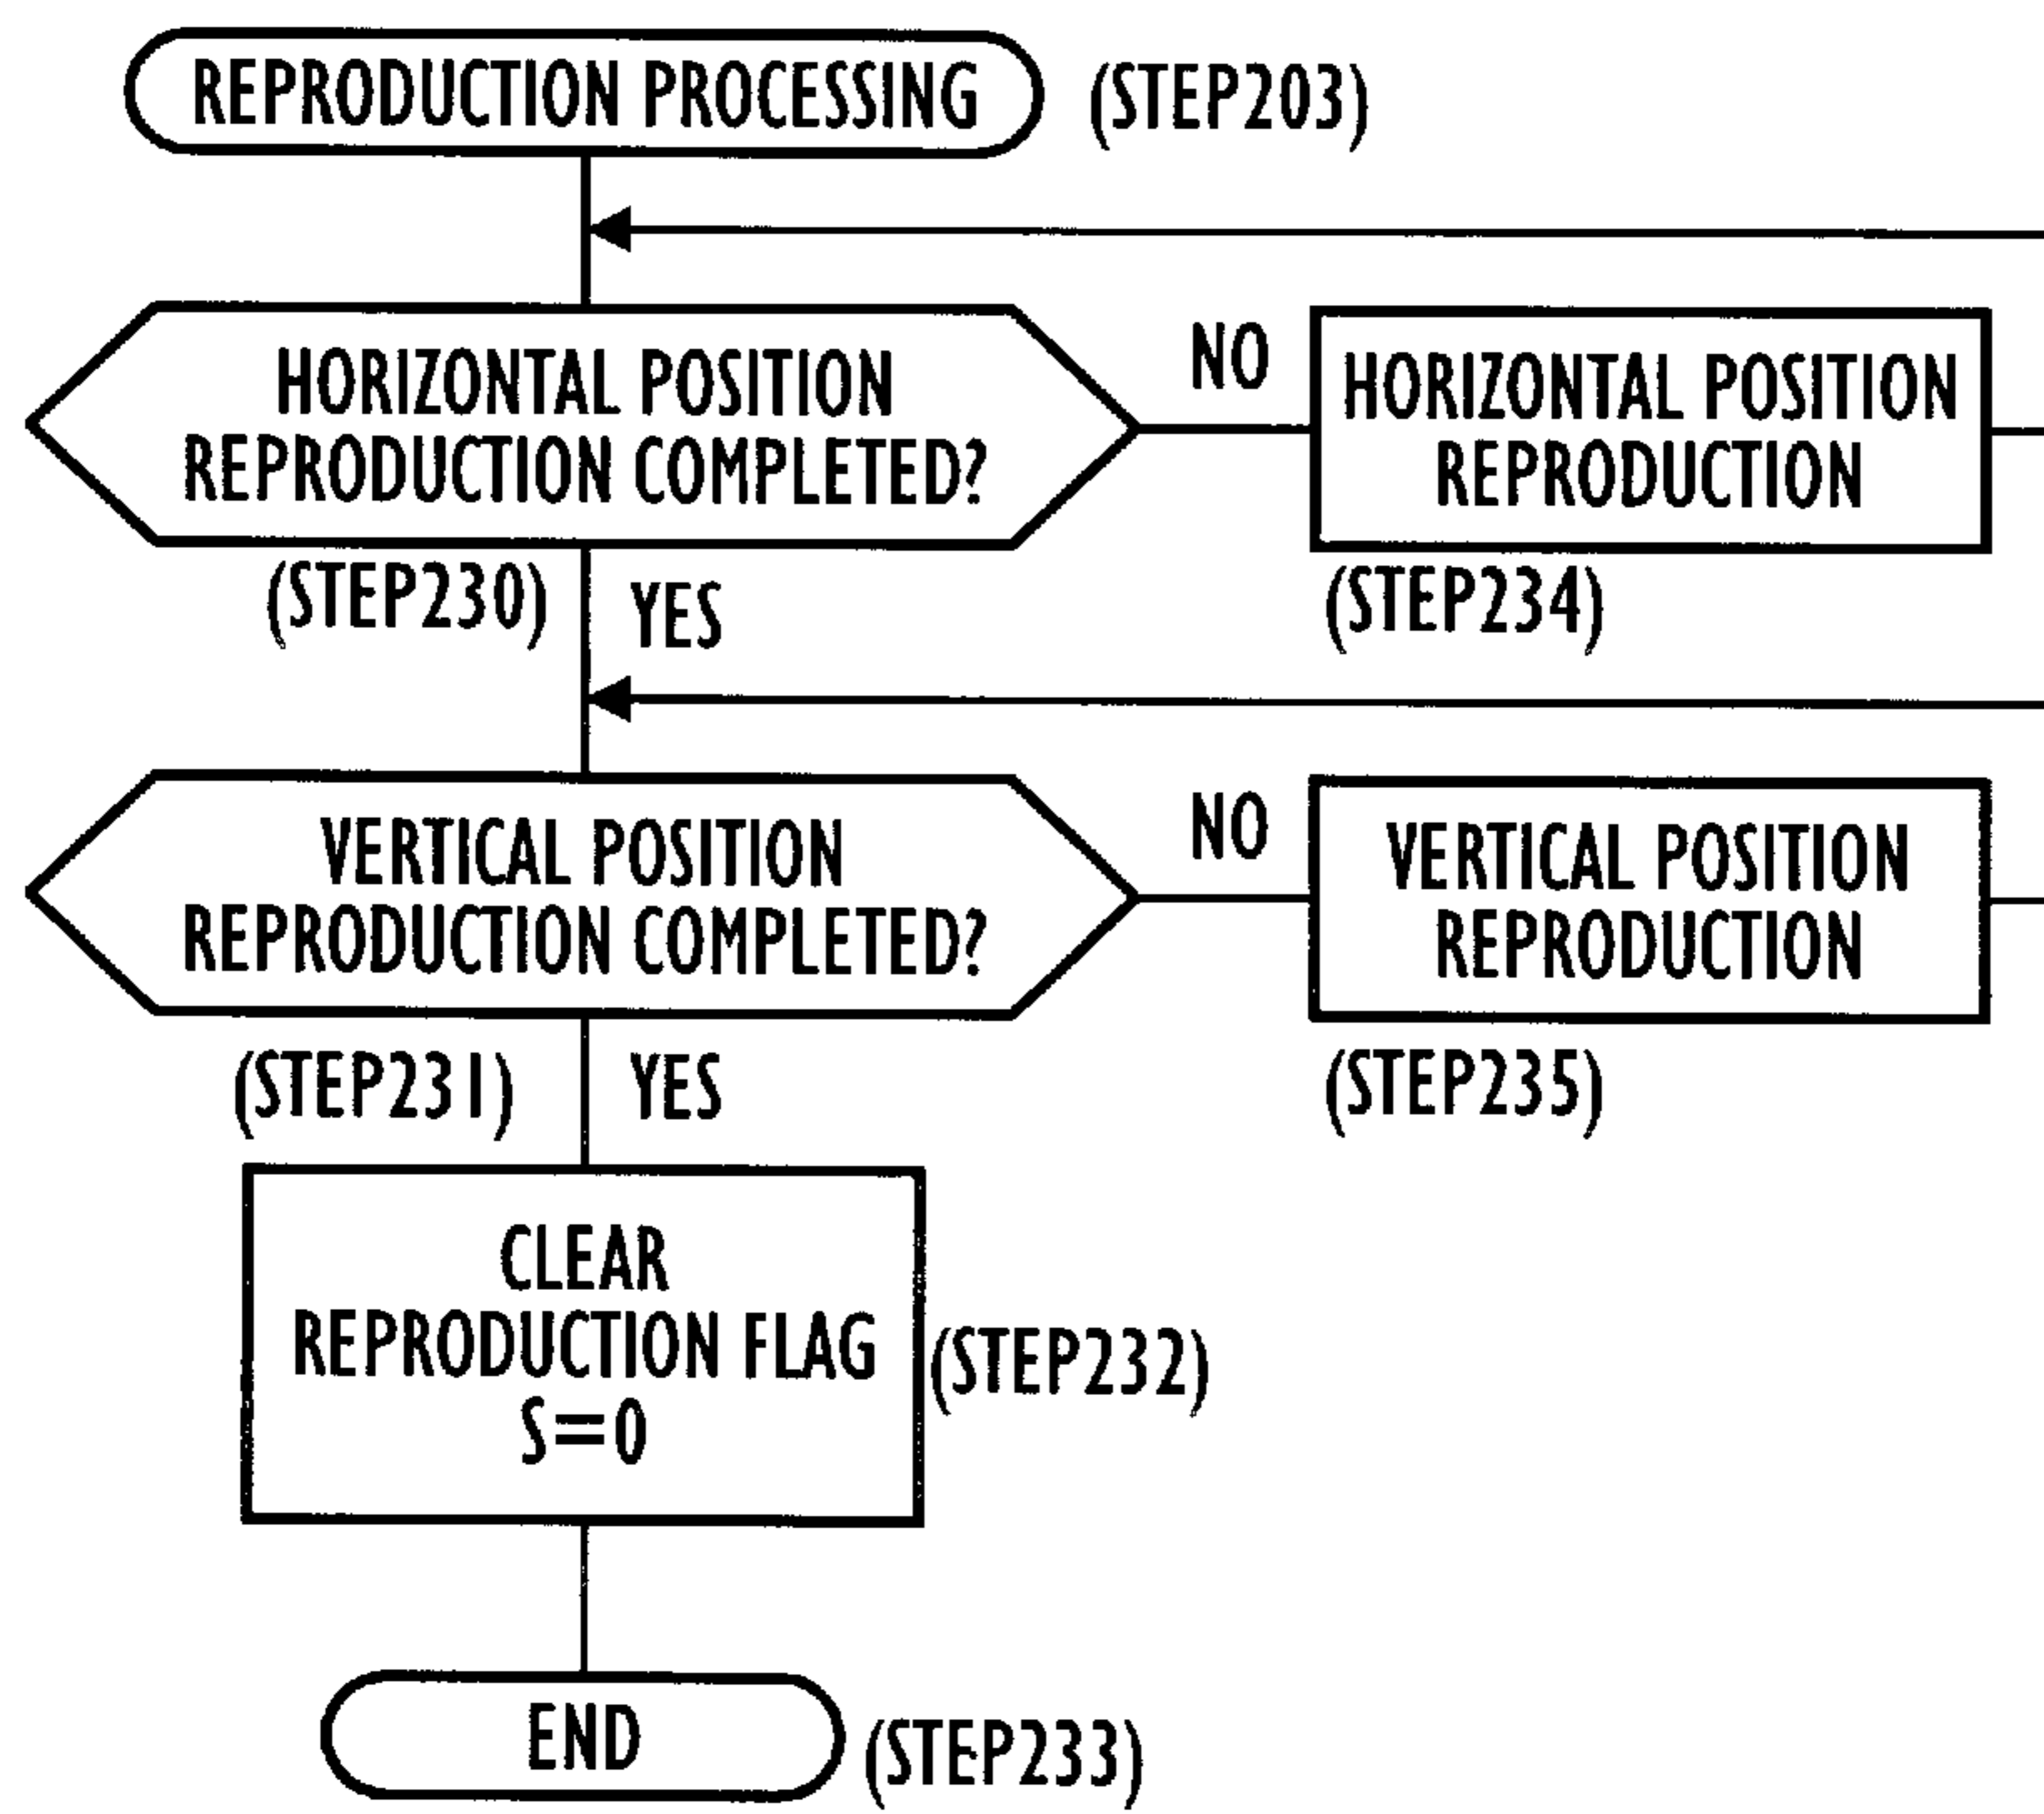 REPRODUCTION PROCESSING (STEP203)
HORIZONTAL POSITION
REPRODUCTION COMPLETED?
NO
HORIZONTAL POSITION
REPRODUCTION
(STEP230)
YES
(STEP234)
VERTICAL POSITION
REPRODUCTION COMPLETED?
NO
VERTICAL POSITION
REPRODUCTION
(STEP231)
YES
(STEP235)
CLEAR
REPRODUCTION FLAG
S=0
(STEP232)
END
(STEP233)